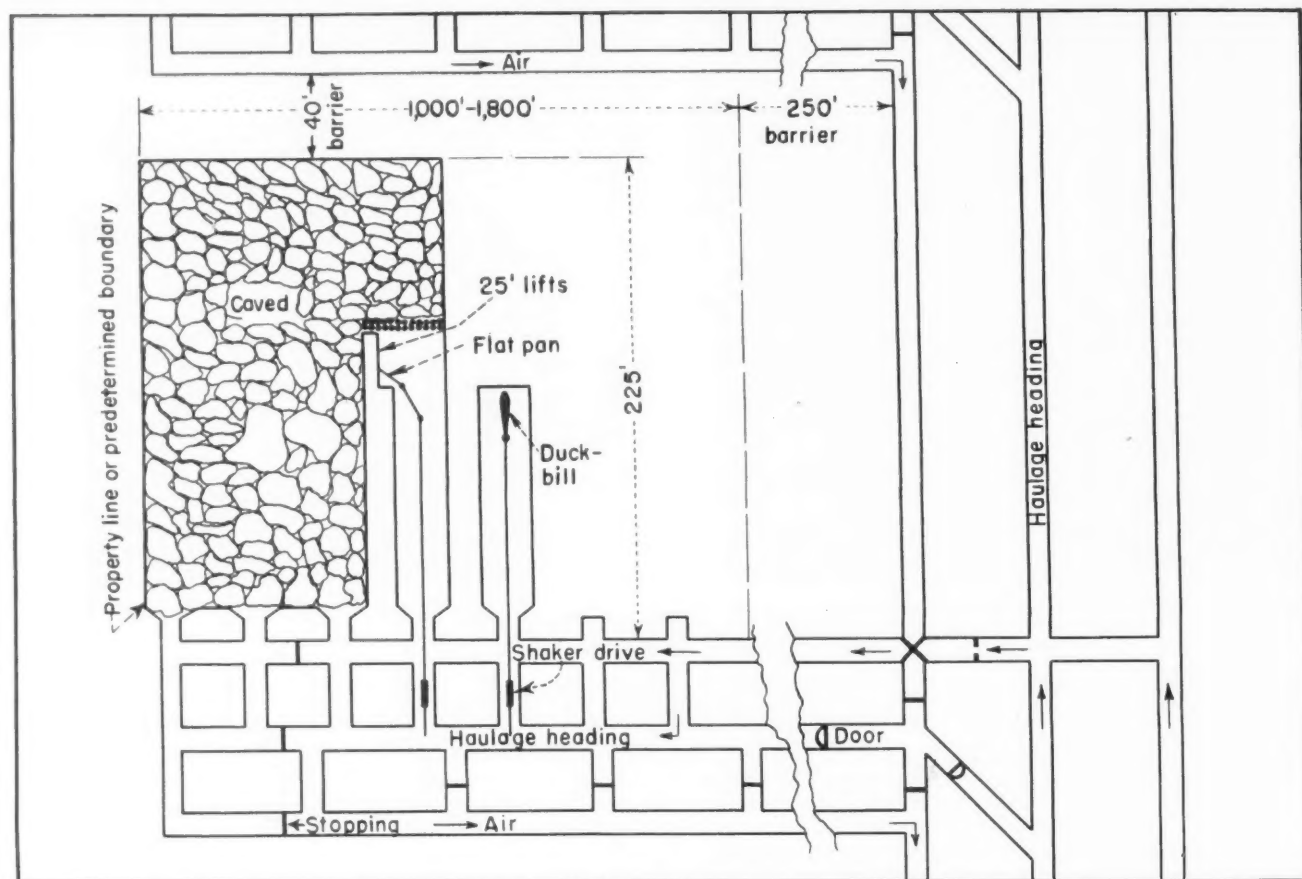 Air
40'
barrier
1,000'-1,800'
250'
barrier
Property line or predetermined boundary
Caved
25' lifts
Flat pan
225'
Duck-
bill
Haulage heading
Shaker drive
Haulage heading
Door
Stopping
Air